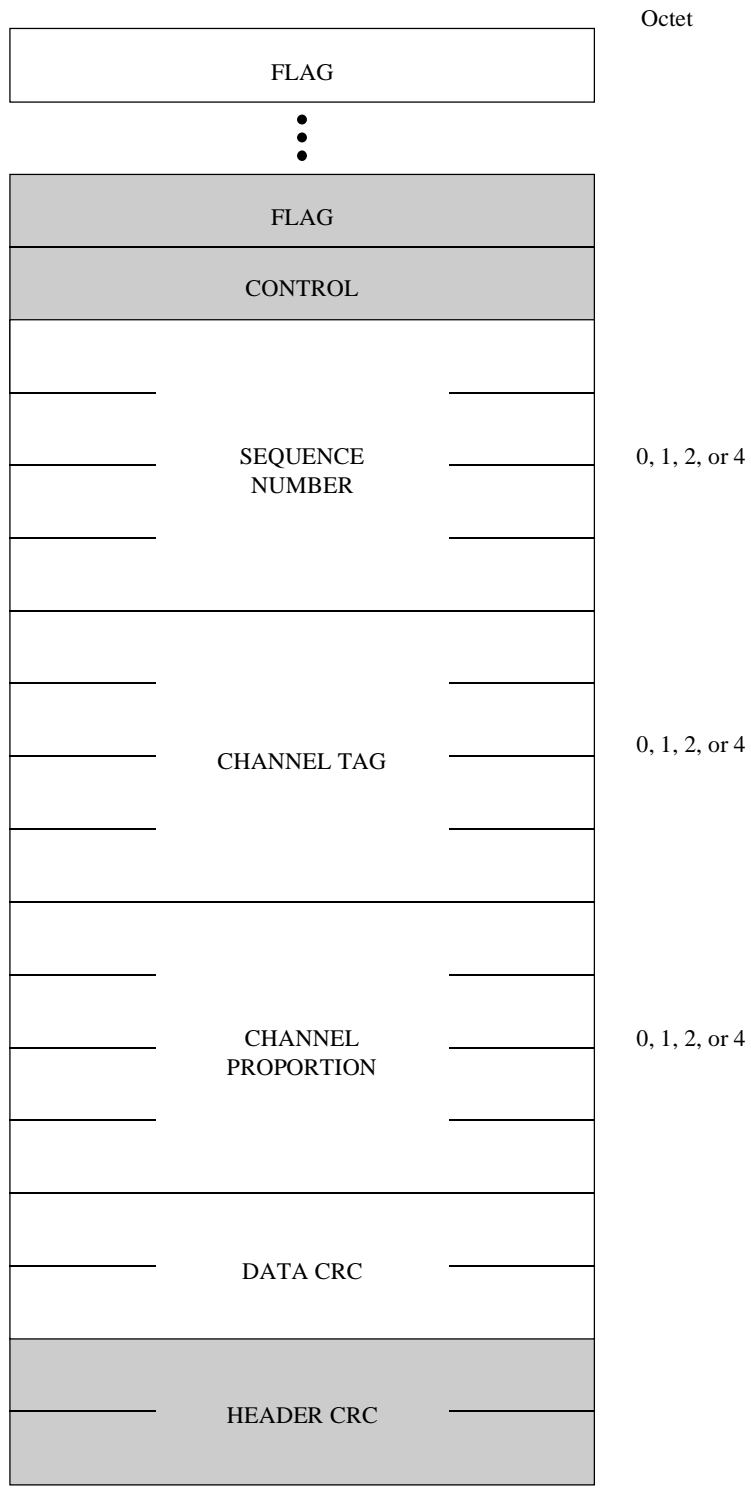 Octet
FLAG
FLAG
CONTROL
SEQUENCE
NUMBER
0, 1, 2, or 4
CHANNEL TAG
0, 1, 2, or 4
CHANNEL
PROPORTION
0, 1, 2, or 4
DATA CRC
HEADER CRC